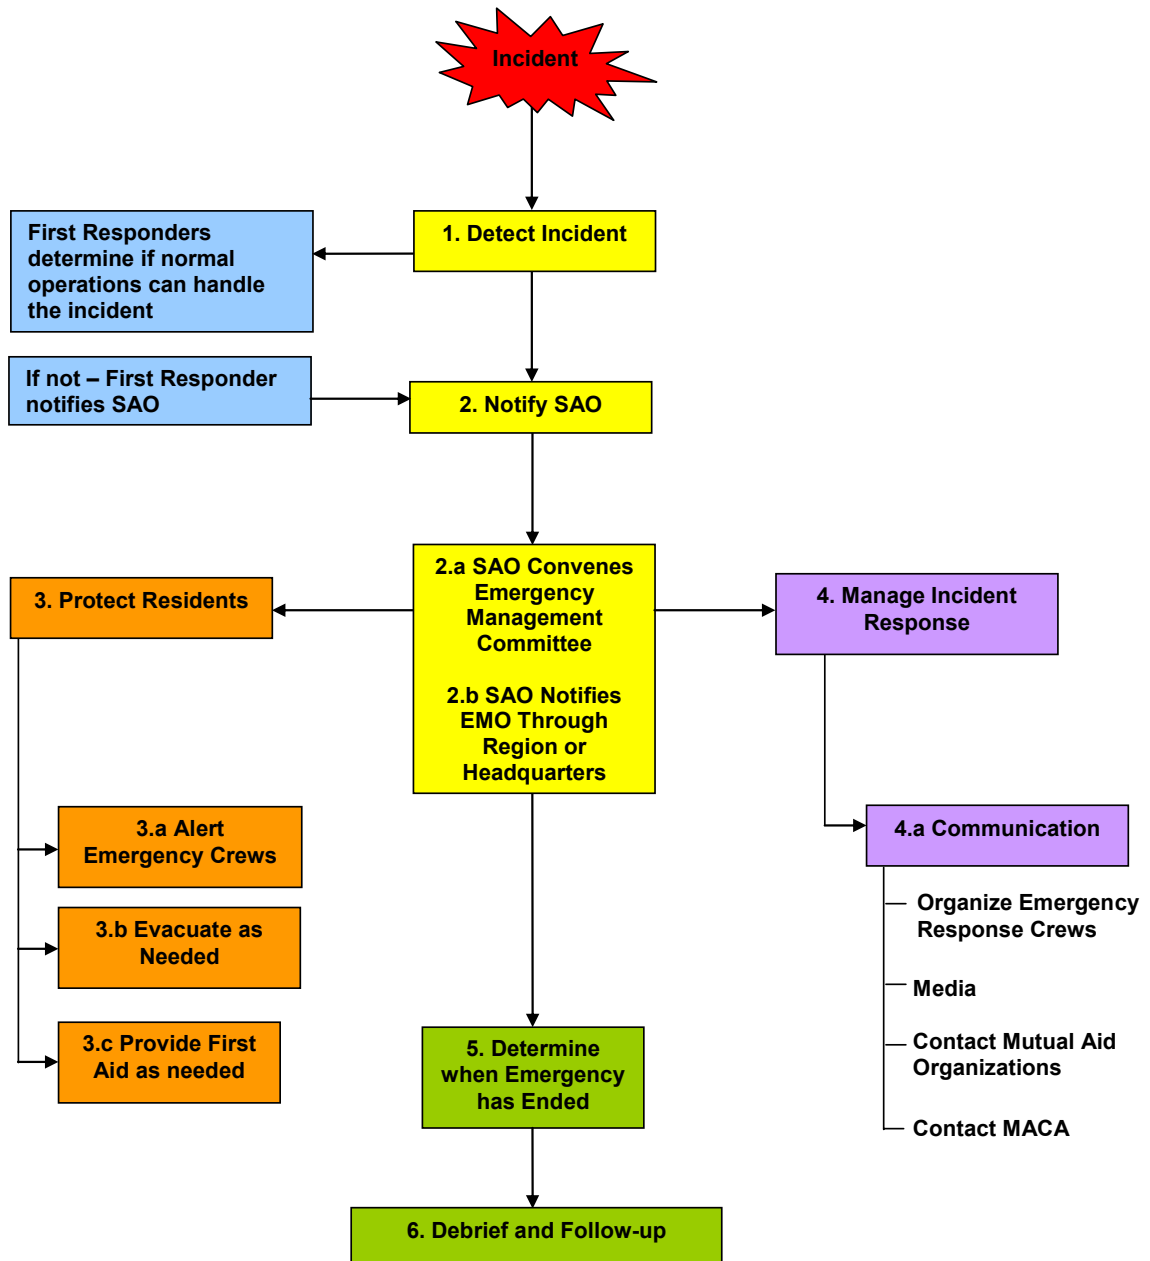 Incident
1. Detect Incident
First Responders
determine if normal
operations can handle
the incident
If not – First Responder
notifies SAO
2. Notify SAO
2.a SAO Convenes
Emergency
Management
Committee
2.b SAO Notifies
EMO Through
Region or
Headquarters
3. Protect Residents
3.a Alert
Emergency Crews
3.b Evacuate as
Needed
3.c Provide First
Aid as needed
4. Manage Incident
Response
4.a Communication
Organize Emergency
Response Crews
Media
Contact Mutual Aid
Organizations
Contact MACA
5. Determine
when Emergency
has Ended
6. Debrief and Follow-up